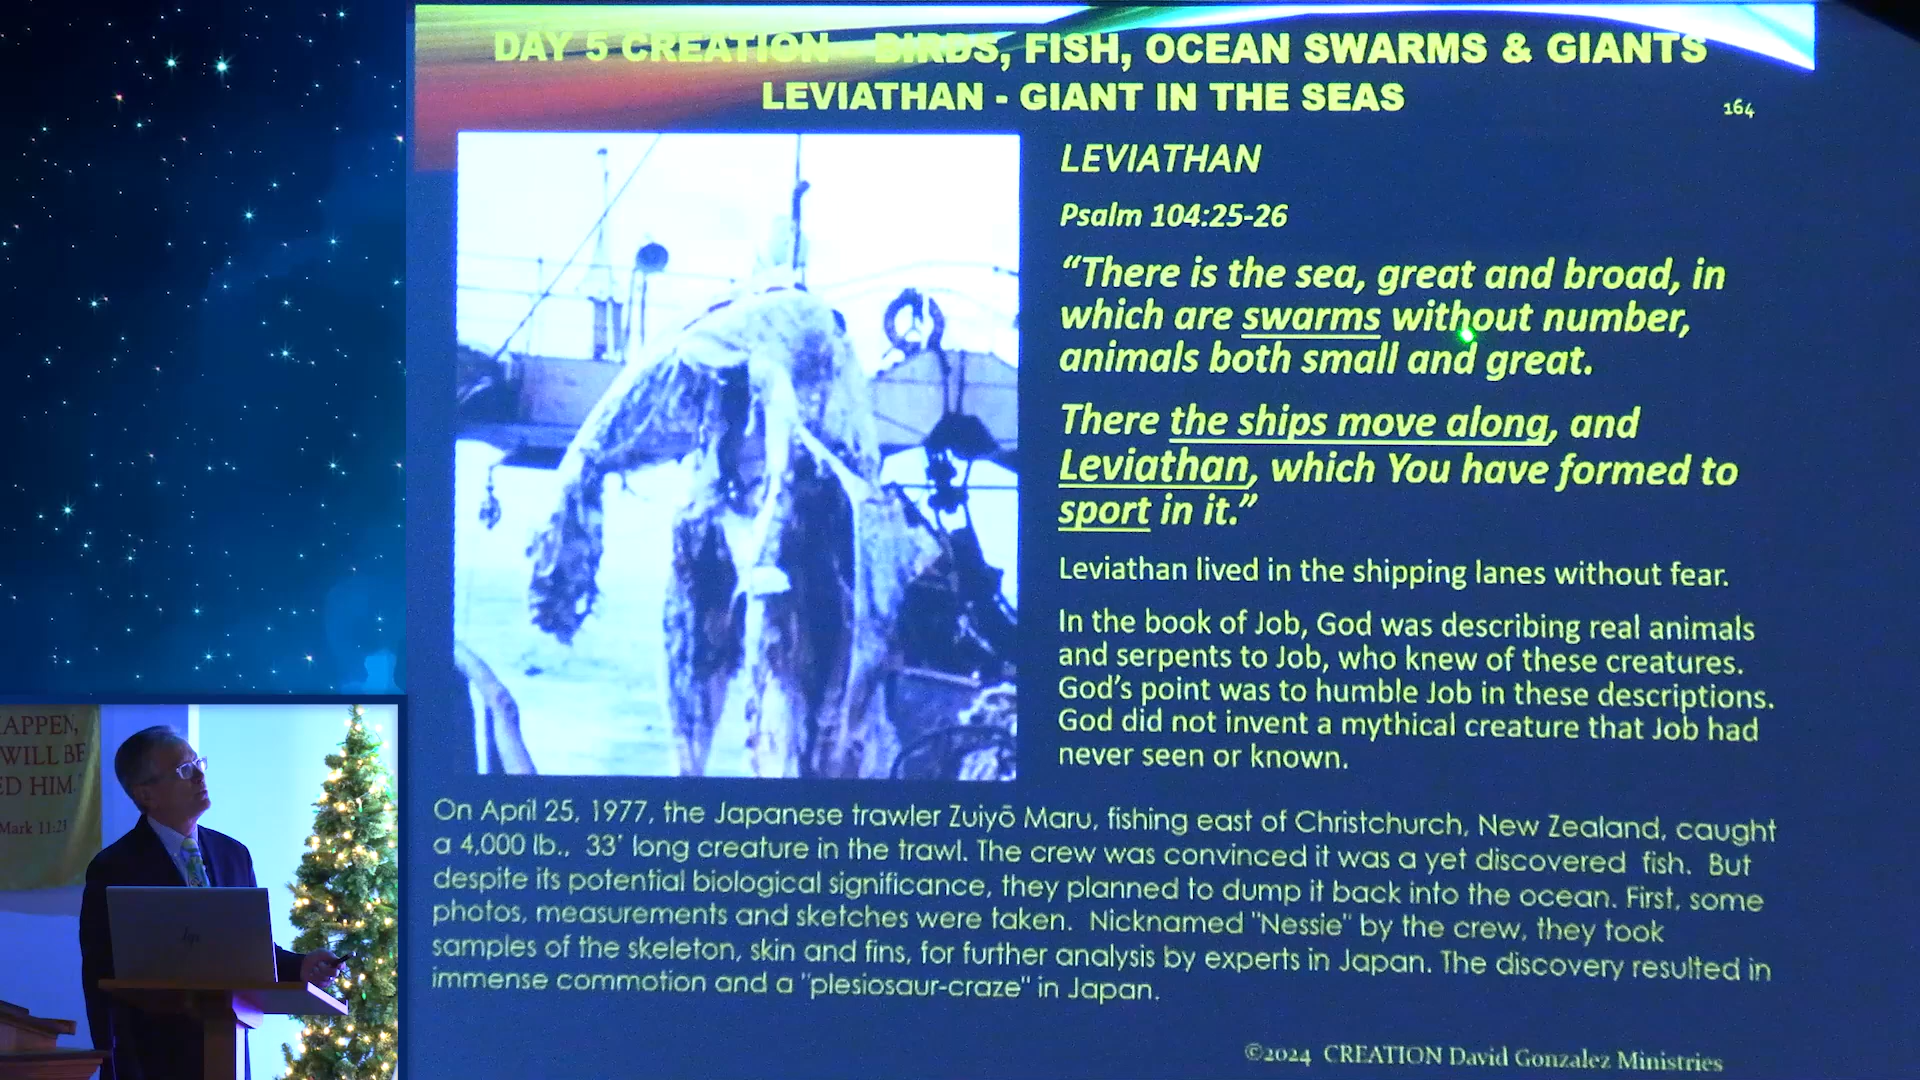 DAY 5 CREATION - BIRDS, FISH, OCEAN SWARMS & GIANTS
LEVIATHAN - GIANT IN THE SEAS
164
LEVIATHAN
Psalm 104:25-26
“There is the sea, great and broad, in
which are swarms without number,
animals both small and great.
There the ships move along, and
Leviathan, which You have formed to
sport in it.”
Leviathan lived in the shipping lanes without fear.
In the book of Job, God was describing real animals
and serpents to Job, who knew of these creatures.
God’s point was to humble Job in these descriptions.
God did not invent a mythical creature that Job had
never seen or known.
On April 25, 1977, the Japanese trawler Zuiyō Maru, fishing east of Christchurch, New Zealand, caught
a 4,000 lb., 33' long creature in the trawl. The crew was convinced it was a yet discovered fish. But
despite its potential biological significance, they planned to dump it back into the ocean. First, some
photos, measurements and sketches were taken. Nicknamed "Nessie" by the crew, they took
samples of the skeleton, skin and fins, for further analysis by experts in Japan. The discovery resulted in
immense commotion and a "plesiosaur-craze" in Japan.
©2024 CREATION David Gonzalez Ministries
APPEN,
WILL BE
ED HIM.
Mark 11:23
hp